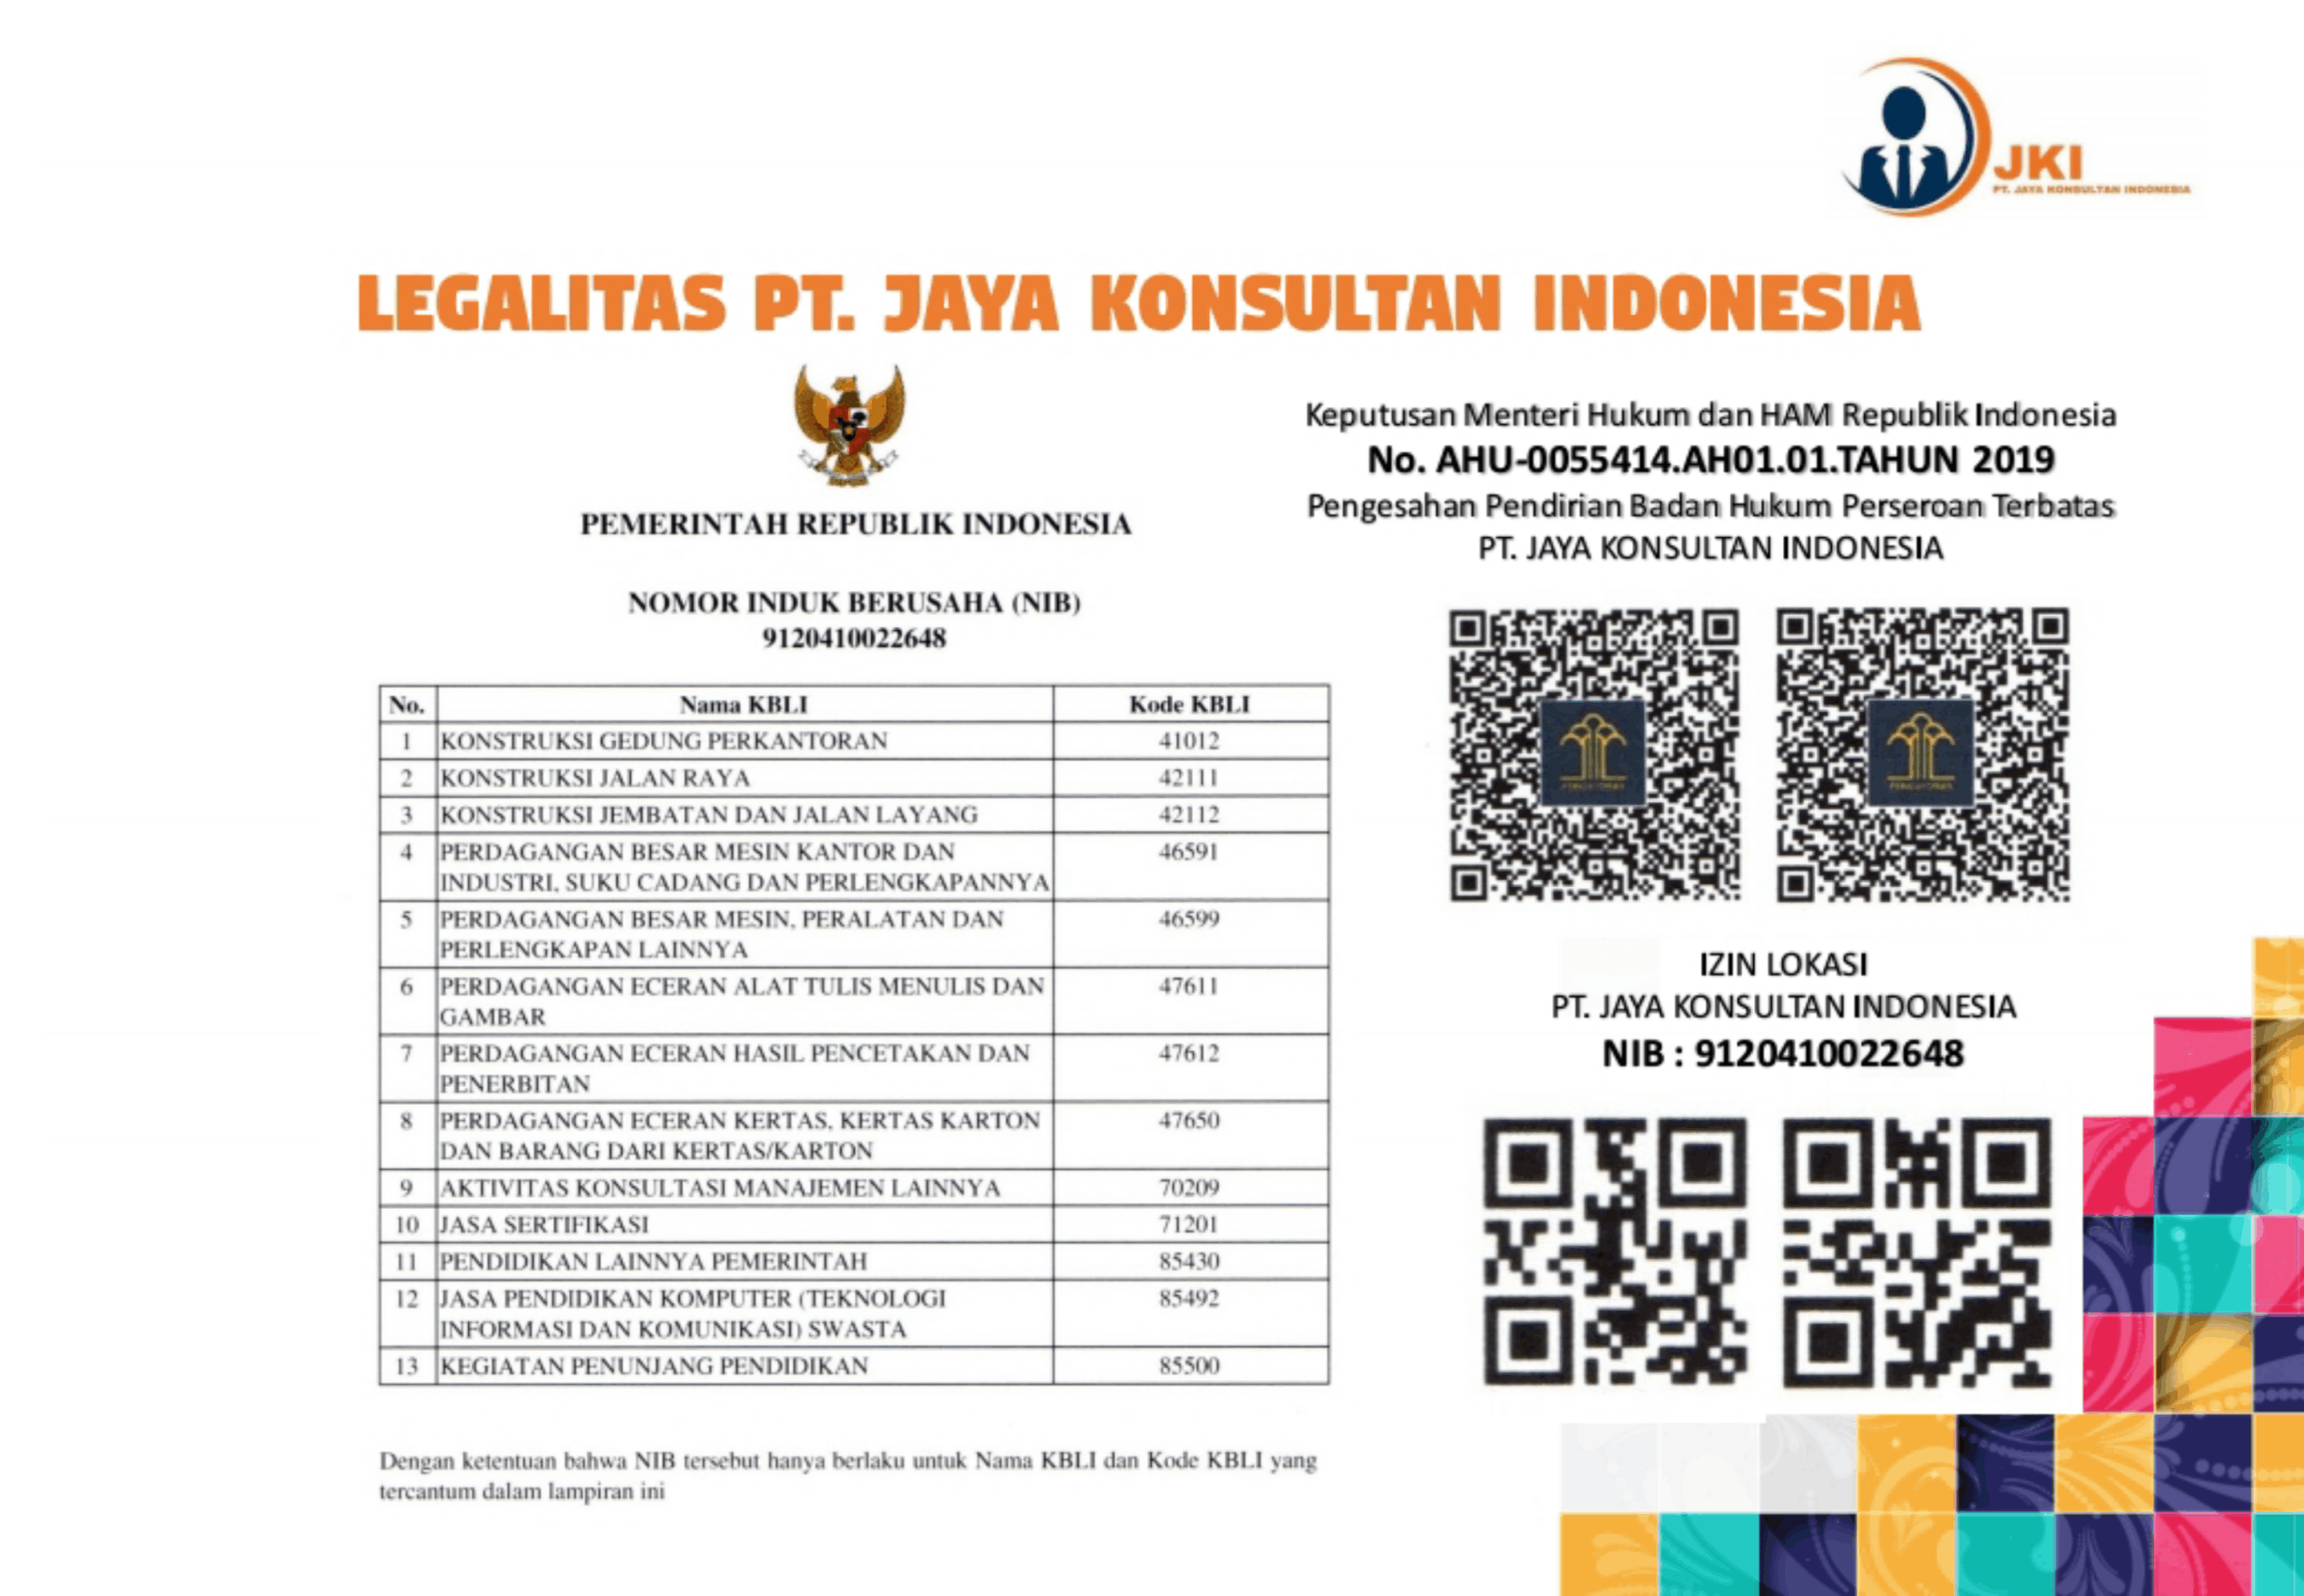 JKI
PT. JAYA KONSULTAN INDONESIA
LEGALITAS PT. JAYA KONSULTAN INDONESIA
PEMERINTAH REPUBLIK INDONESIA
NOMOR INDUK BERUSAHA (NIB)
9120410022648
No. Nama KBLI Kode KBLI
1 KONSTRUKSI GEDUNG PERKANTORAN 41012
2 KONSTRUKSI JALAN RAYA 42111
3 KONSTRUKSI JEMBATAN DAN JALAN LAYANG 42112
4 PERDAGANGAN BESAR MESIN KANTOR DAN 46591
INDUSTRI, SUKU CADANG DAN PERLENGKAPANNYA
5 PERDAGANGAN BESAR MESIN, PERALATAN DAN 46599
PERLENGKAPAN LAINNYA
6 PERDAGANGAN ECERAN ALAT TULIS MENULIS DAN 47611
GAMBAR
7 PERDAGANGAN ECERAN HASIL PENCETAKAN DAN 47612
PENERBITAN
8 PERDAGANGAN ECERAN KERTAS, KERTAS KARTON 47650
DAN BARANG DARI KERTAS/KARTON
9 AKTIVITAS KONSULTASI MANAJEMEN LAINNYA 70209
10 JASA SERTIFIKASI 71201
11 PENDIDIKAN LAINNYA PEMERINTAH 85430
12 JASA PENDIDIKAN KOMPUTER (TEKNOLOGI 85492
INFORMASI DAN KOMUNIKASI) SWASTA
13 KEGIATAN PENUNJANG PENDIDIKAN 85500
Dengan ketentuan bahwa NIB tersebut hanya berlaku untuk Nama KBLI dan Kode KBLI yang
tercantum dalam lampiran ini
Keputusan Menteri Hukum dan HAM Republik Indonesia
No. AHU-0055414.AH01.01.TAHUN 2019
Pengesahan Pendirian Badan Hukum Perseroan Terbatas
PT. JAYA KONSULTAN INDONESIA
PENGAYOMAN
PENGAYOMAN
IZIN LOKASI
PT. JAYA KONSULTAN INDONESIA
NIB : 9120410022648